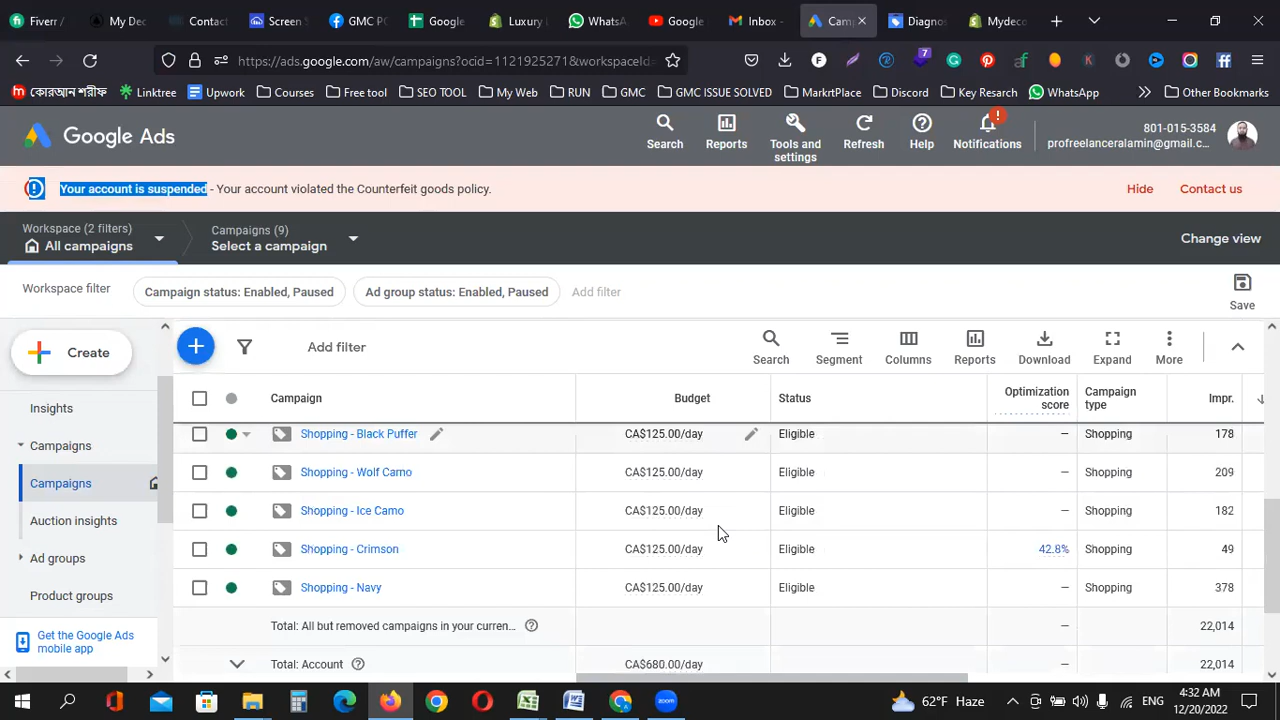 Fiverr /
My Dec
Contact
Screen
GMC PC
Google
Luxury
WhatsA
Google
Inbox -
Camp
Diagnos
Mydeco
https://ads.google.com/aw/campaigns?ocid=1121925271&workspaceId=
7
কোরআন শরীফ
Linktree
Upwork
Courses
Free tool
SEO TOOL
My Web
RUN
GMC
GMC ISSUE SOLVED
MarkrtPlace
Discord
Key Resarch
WhatsApp
Other Bookmarks
Google Ads
Search
Reports
Tools and
settings
Refresh
Help
Notifications
801-015-3584
profreelanceralamin@gmail.c...
Your account is suspended - Your account violated the Counterfeit goods policy.
Hide
Contact us
Workspace (2 filters)
All campaigns
Campaigns (9)
Select a campaign
Change view
Workspace filter
Campaign status: Enabled, Paused
Ad group status: Enabled, Paused
Add filter
Save
Create
Insights
Campaigns
Campaigns
Auction insights
Ad groups
Product groups
Get the Google Ads
mobile app
Add filter
Search
Segment
Columns
Reports
Download
Expand
More
Campaign
Budget
Status
Optimization
score
Campaign
type
Impr.
Shopping - Black Puffer CA$125.00/day Eligible — Shopping 178
Shopping - Wolf Camo CA$125.00/day Eligible — Shopping 209
Shopping - Ice Camo CA$125.00/day Eligible — Shopping 182
Shopping - Crimson CA$125.00/day Eligible 42.8% Shopping 49
Shopping - Navy CA$125.00/day Eligible — Shopping 378
Total: All but removed campaigns in your curren... — 22,014
Total: Account CA$680.00/day — 22,014
62°F Haze
ENG
4:32 AM
12/20/2022